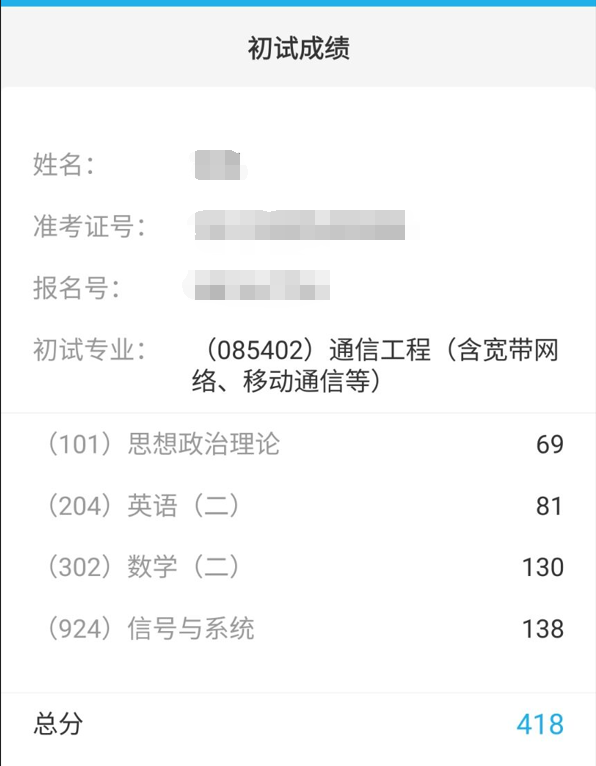 初试成绩
姓名：
准考证号：
报名号：
初试专业： （085402）通信工程（含宽带网
络、移动通信等）
（101）思想政治理论 69
（204）英语（二） 81
（302）数学（二） 130
（924）信号与系统 138
总分 418